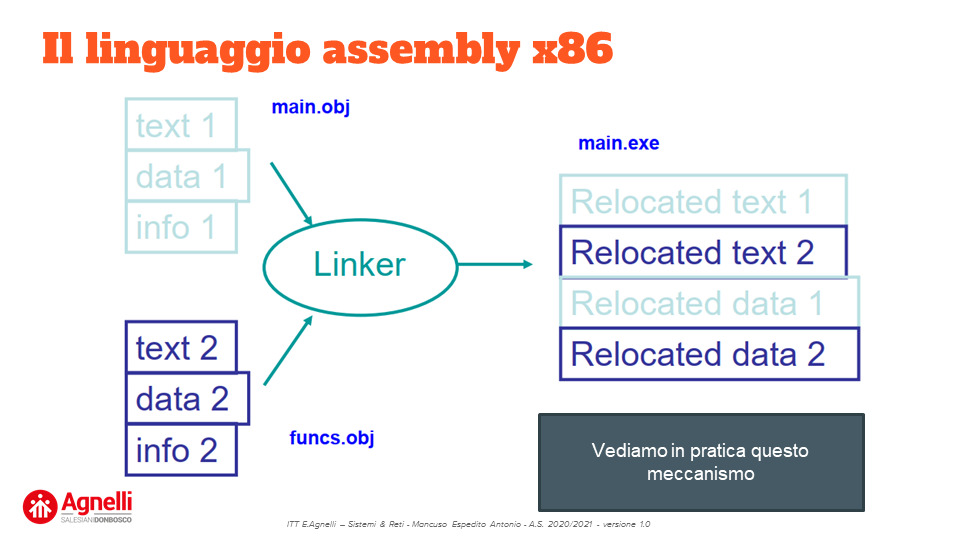 Il linguaggio assembly x86
main.obj
text 1
data 1
info 1
Linker
text 2
data 2
info 2
funcs.obj
main.exe
Relocated text 1
Relocated text 2
Relocated data 1
Relocated data 2
Vediamo in pratica questo
meccanismo
Agnelli
SALESIANI DONBOSCO
ITT E.Agnelli – Sistemi & Reti - Mancuso Espedito Antonio - A.S. 2020/2021 - versione 1.0